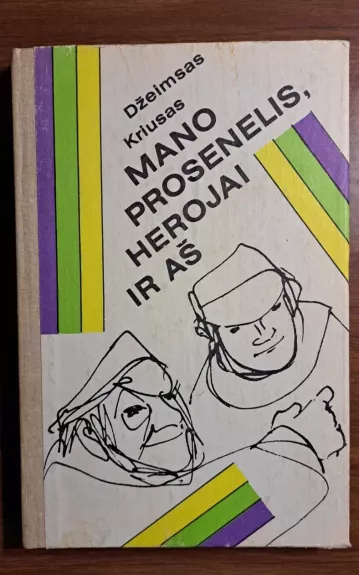 Džeimsas
Kriusas
MANO
PROSENELIS,
HEROJAI
IR AŠ